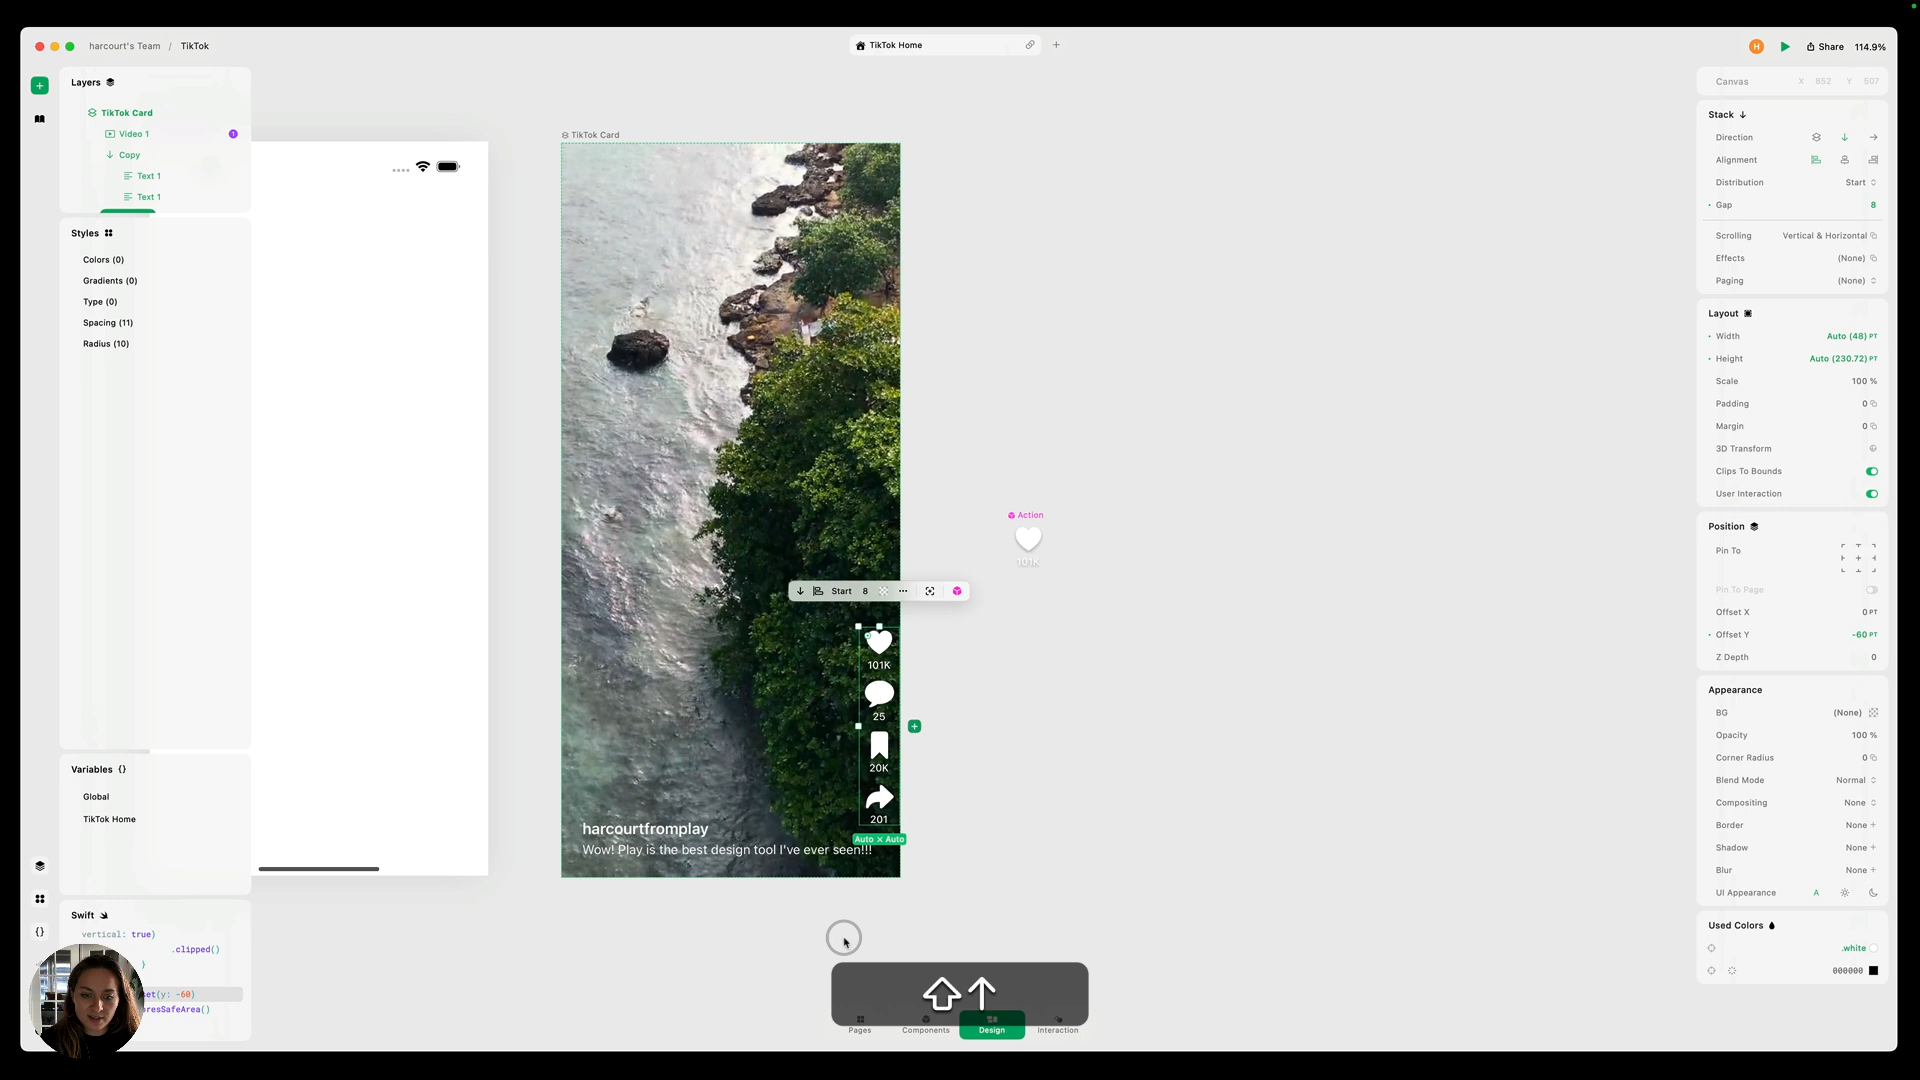 harcourt's Team / TikTok
TikTok Home
H
Share 114.9%
Layers
TikTok Card
Video 1
Copy
Text 1
Text 1
Styles
Colors (0)
Gradients (0)
Type (0)
Spacing (11)
Radius (10)
Variables {}
Global
TikTok Home
Swift
vertical: true)
.clipped()
}
set(y: -60)
oresSafeArea()
TikTok Card
Action
101K
Start 8
101K
25
20K
201
Auto × Auto
harcourtfromplay
Wow! Play is the best design tool I've ever seen!!!
Pages
Components
Design
Interaction
Canvas X 852 Y 507
Stack
Direction
Alignment
Distribution Start
Gap 8
Scrolling Vertical & Horizontal
Effects (None)
Paging (None)
Layout
Width Auto (48) PT
Height Auto (230.72) PT
Scale 100 %
Padding 0
Margin 0
3D Transform
Clips To Bounds
User Interaction
Position
Pin To
Pin To Page
Offset X 0 PT
Offset Y -60 PT
Z Depth 0
Appearance
BG (None)
Opacity 100 %
Corner Radius 0
Blend Mode Normal
Compositing None
Border None +
Shadow None +
Blur None +
UI Appearance A
Used Colors
.white
000000